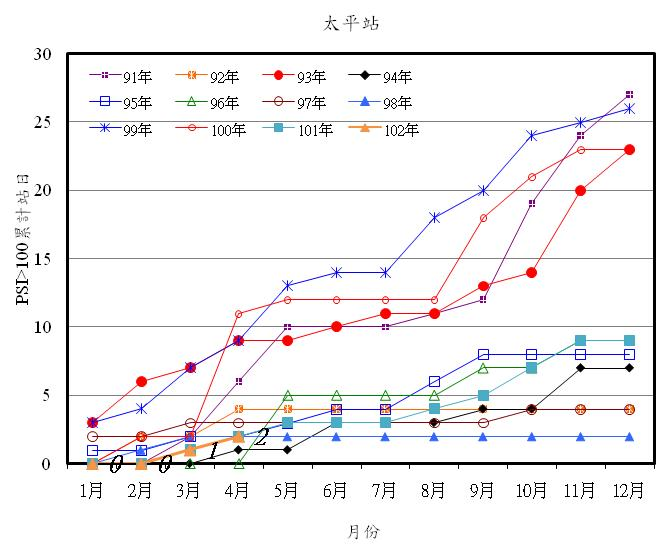 太平站
30
25
20
15
10
5
0
PSI>100累計站日
91年 92年 93年 94年
95年 96年 97年 98年
99年 100年 101年 102年
0 0 1 2
1月 2月 3月 4月 5月 6月 7月 8月 9月 10月 11月 12月
月份